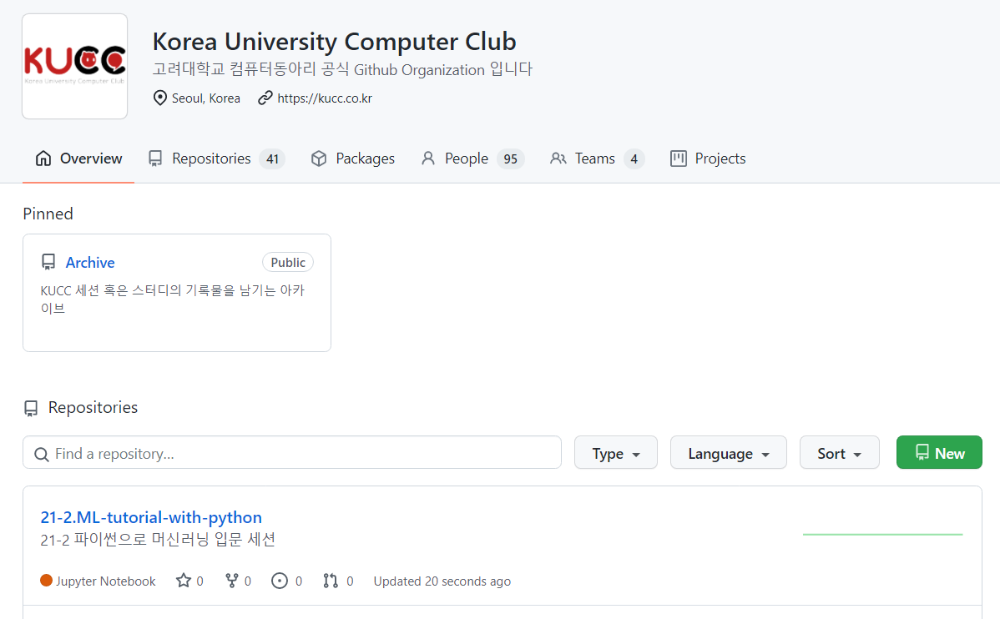 KUCC
Korea University Computer Club
Korea University Computer Club
고려대학교 컴퓨터동아리 공식 Github Organization 입니다
Seoul, Korea https://kucc.co.kr
Overview Repositories 41 Packages People 95 Teams 4 Projects
Pinned
Archive Public
KUCC 세션 혹은 스터디의 기록물을 남기는 아카
이브
Repositories
Find a repository... Type Language Sort New
21-2.ML-tutorial-with-python
21-2 파이썬으로 머신러닝 입문 세션
Jupyter Notebook 0 0 0 0 Updated 20 seconds ago